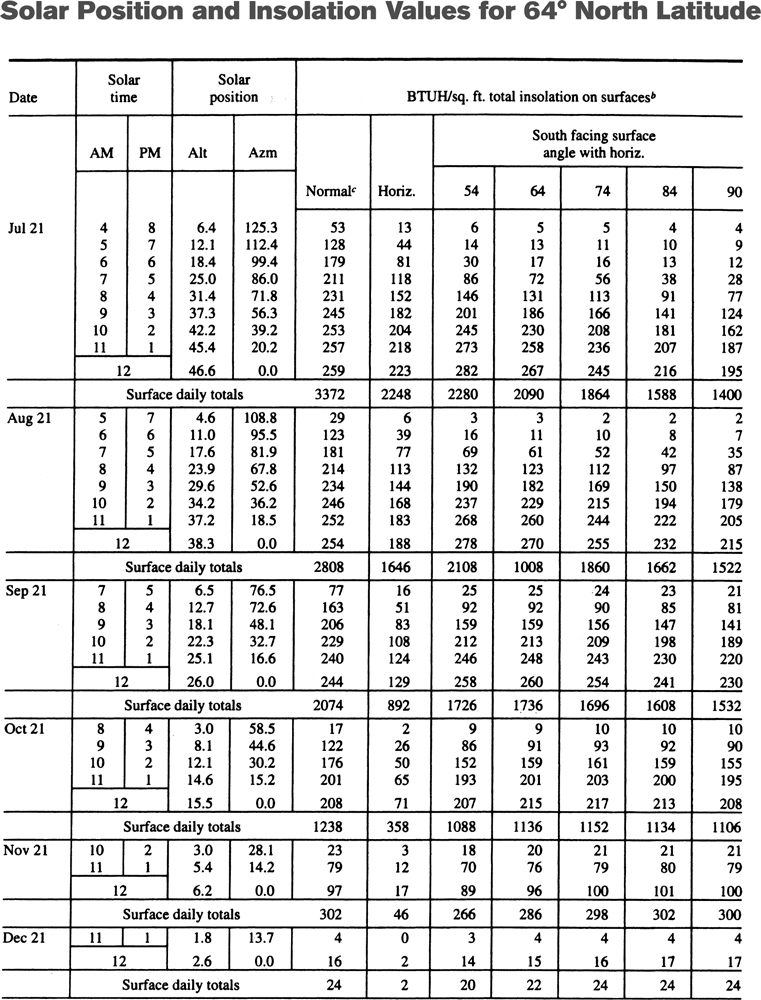 Solar Position and Insolation Values for 64° North Latitude
Date Solar time Solar position BTUH/sq. ft. total insolation on surfacesᵇ
AM PM Alt Azm South facing surface angle with horiz.
Normalᶜ Horiz. 54 64 74 84 90
Jul 21 4 8 6.4 125.3 53 13 6 5 5 4 4
5 7 12.1 112.4 128 44 14 13 11 10 9
6 6 18.4 99.4 179 81 30 17 16 13 12
7 5 25.0 86.0 211 118 86 72 56 38 28
8 4 31.4 71.8 231 152 146 131 113 91 77
9 3 37.3 56.3 245 182 201 186 166 141 124
10 2 42.2 39.2 253 204 245 230 208 181 162
11 1 45.4 20.2 257 218 273 258 236 207 187
12 46.6 0.0 259 223 282 267 245 216 195
Surface daily totals 3372 2248 2280 2090 1864 1588 1400
Aug 21 5 7 4.6 108.8 29 6 3 3 2 2 2
6 6 11.0 95.5 123 39 16 11 10 8 7
7 5 17.6 81.9 181 77 69 61 52 42 35
8 4 23.9 67.8 214 113 132 123 112 97 87
9 3 29.6 52.6 234 144 190 182 169 150 138
10 2 34.2 36.2 246 168 237 229 215 194 179
11 1 37.2 18.5 252 183 268 260 244 222 205
12 38.3 0.0 254 188 278 270 255 232 215
Surface daily totals 2808 1646 2108 1008 1860 1662 1522
Sep 21 7 5 6.5 76.5 77 16 25 25 24 23 21
8 4 12.7 72.6 163 51 92 92 90 85 81
9 3 18.1 48.1 206 83 159 159 156 147 141
10 2 22.3 32.7 229 108 212 213 209 198 189
11 1 25.1 16.6 240 124 246 248 243 230 220
12 26.0 0.0 244 129 258 260 254 241 230
Surface daily totals 2074 892 1726 1736 1696 1608 1532
Oct 21 8 4 3.0 58.5 17 2 9 9 10 10 10
9 3 8.1 44.6 122 26 86 91 93 92 90
10 2 12.1 30.2 176 50 152 159 161 159 155
11 1 14.6 15.2 201 65 193 201 203 200 195
12 15.5 0.0 208 71 207 215 217 213 208
Surface daily totals 1238 358 1088 1136 1152 1134 1106
Nov 21 10 2 3.0 28.1 23 3 18 20 21 21 21
11 1 5.4 14.2 79 12 70 76 79 80 79
12 6.2 0.0 97 17 89 96 100 101 100
Surface daily totals 302 46 266 286 298 302 300
Dec 21 11 1 1.8 13.7 4 0 3 4 4 4 4
12 2.6 0.0 16 2 14 15 16 17 17
Surface daily totals 24 2 20 22 24 24 24